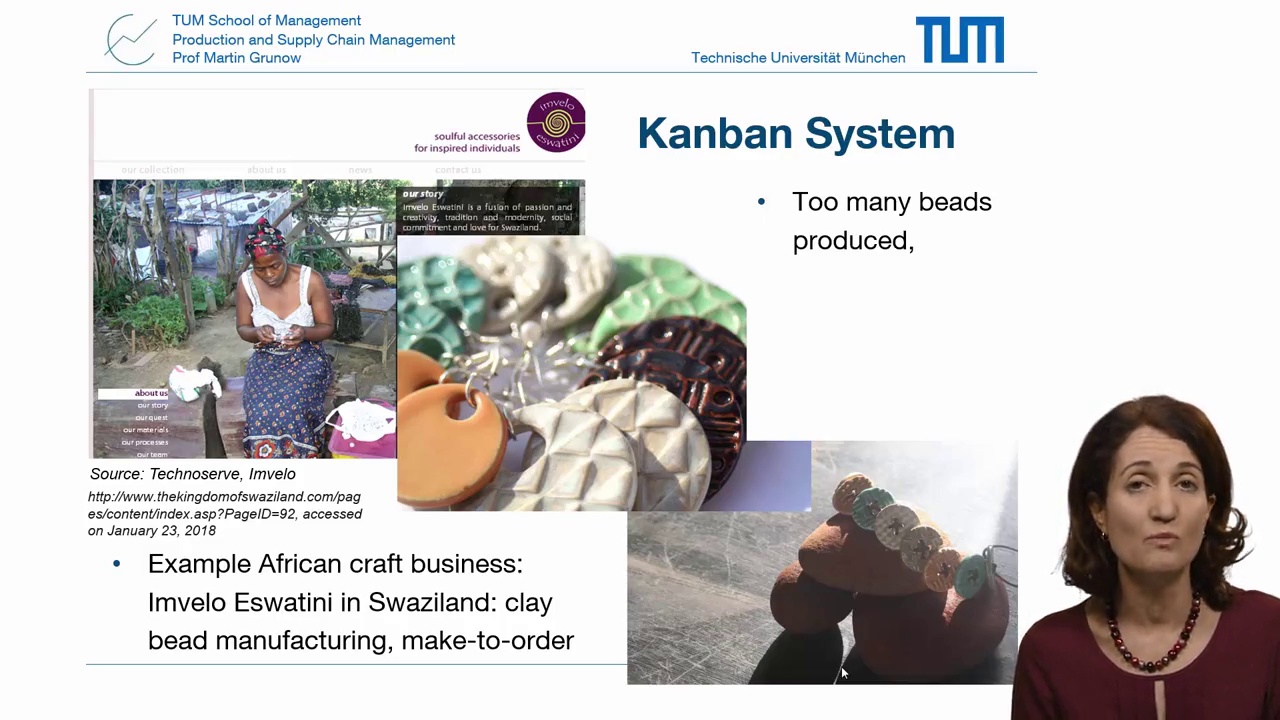 TUM School of Management
Production and Supply Chain Management
Prof Martin Grunow
Technische Universität München
TUM
imvelo
eswatini
soulful accessories
for inspired individuals
our collection
about us
news
contact us
our story
Imvelo Eswatini is a fusion of passion and
creativity, tradition and modernity, social
commitment and love for Swaziland.
about us
our story
our quest
our materials
our processes
our team
Source: Technoserve, Imvelo
http://www.thekingdomofswaziland.com/pag
es/content/index.asp?PageID=92, accessed
on January 23, 2018
• Example African craft business:
Imvelo Eswatini in Swaziland: clay
bead manufacturing, make-to-order
Kanban System
• Too many beads
produced,